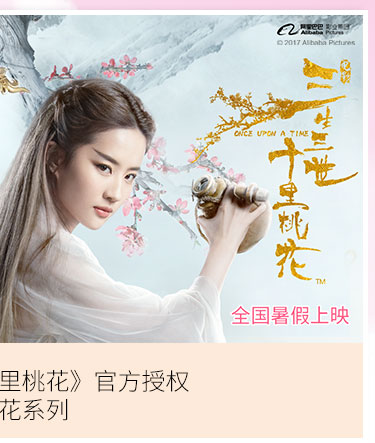 阿里巴巴 影业集团
Alibaba Pictures
© 2017 Alibaba Pictures
三生三世
十里桃花
ONCE UPON A TIME
TM
全国暑假上映
里桃花》官方授权
花系列